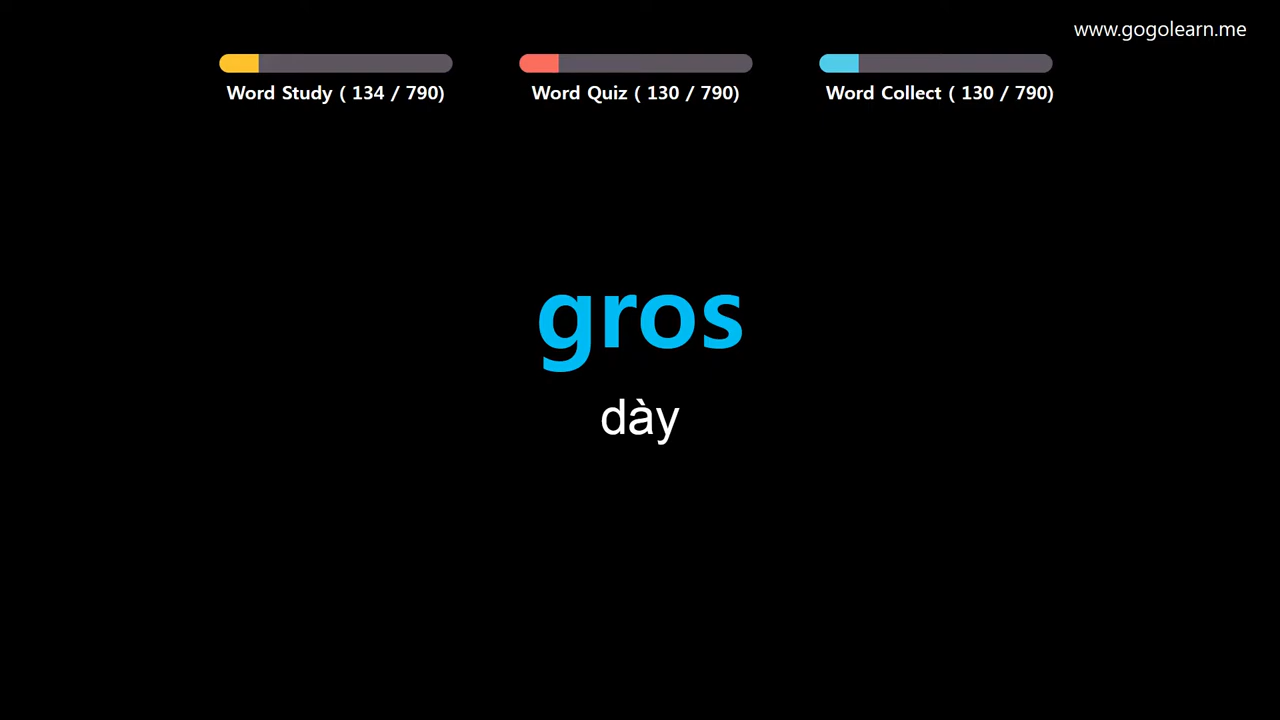 www.gogolearn.me
Word Study ( 134 / 790)
Word Quiz ( 130 / 790)
Word Collect ( 130 / 790)
gros
dày